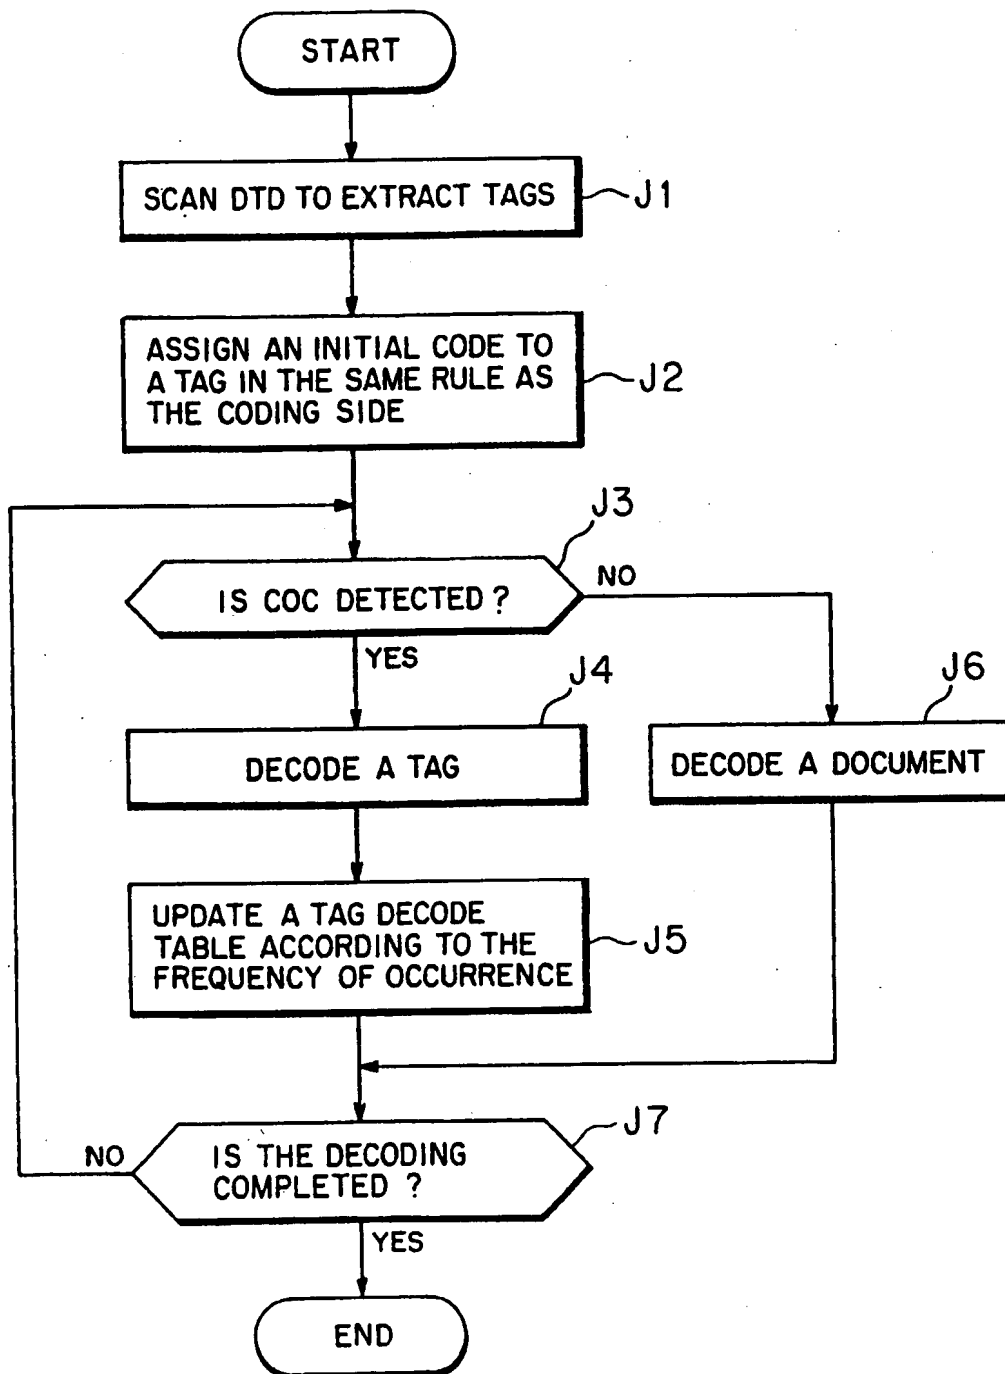 START
SCAN DTD TO EXTRACT TAGS
J1
ASSIGN AN INITIAL CODE TO
A TAG IN THE SAME RULE AS
THE CODING SIDE
J2
J3
IS COC DETECTED ?
NO
YES
J4
DECODE A TAG
J6
DECODE A DOCUMENT
UPDATE A TAG DECODE
TABLE ACCORDING TO THE
FREQUENCY OF OCCURRENCE
J5
J7
NO
IS THE DECODING
COMPLETED ?
YES
END